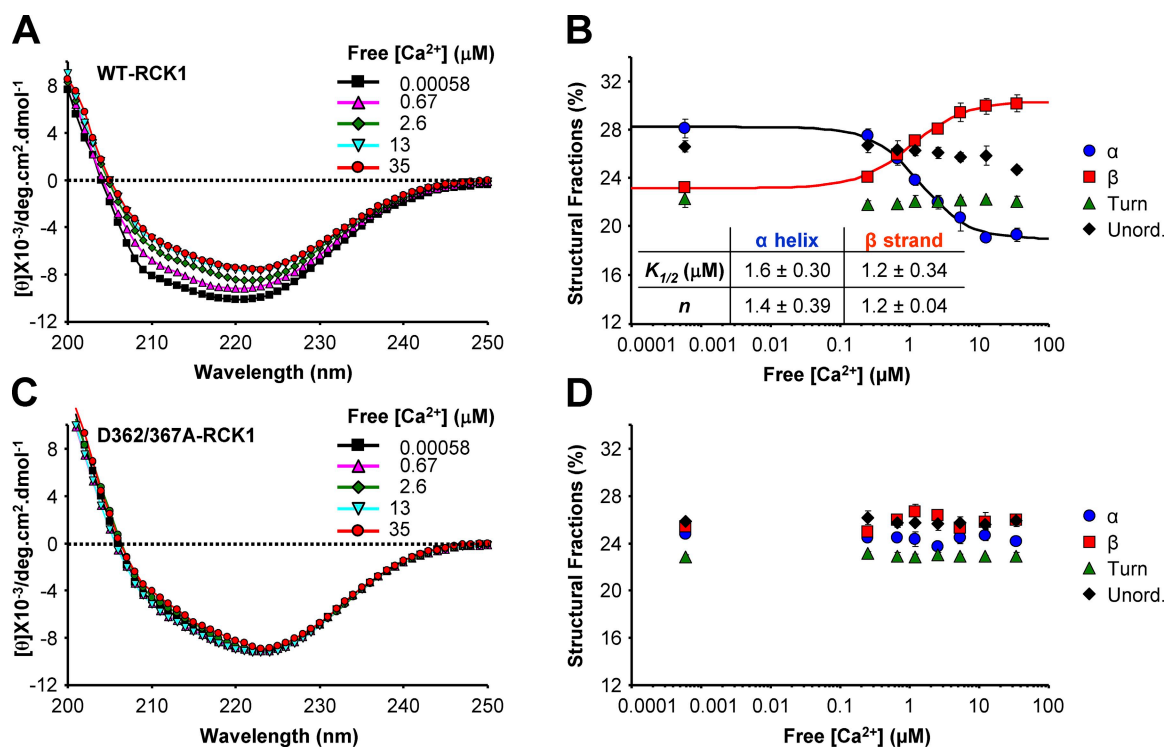 A
WT-RCK1
Free [Ca²⁺] (µM)
0.00058
0.67
2.6
13
35
8
4
0
-4
-8
-12
200 210 220 230 240 250
[θ]X10⁻³/deg.cm².dmol⁻¹
Wavelength (nm)
B
Structural Fractions (%)
32
28
24
20
16
12
0.0001 0.001 0.01 0.1 1 10 100
Free [Ca²⁺] (µM)
α
β
Turn
Unord.
α helix β strand
K1/2 (µM) 1.6 ± 0.30 1.2 ± 0.34
n 1.4 ± 0.39 1.2 ± 0.04
C
D362/367A-RCK1
Free [Ca²⁺] (µM)
0.00058
0.67
2.6
13
35
8
4
0
-4
-8
-12
200 210 220 230 240 250
[θ]X10⁻³/deg.cm².dmol⁻¹
Wavelength (nm)
D
Structural Fractions (%)
32
28
24
20
16
12
0.0001 0.001 0.01 0.1 1 10 100
Free [Ca²⁺] (µM)
α
β
Turn
Unord.